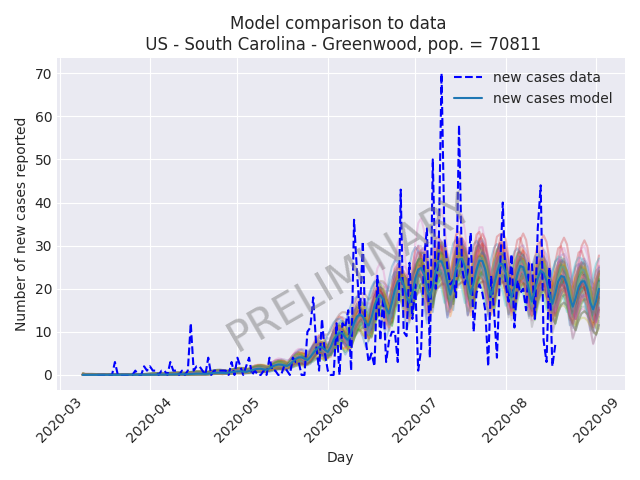 Model comparison to data
US - South Carolina - Greenwood, pop. = 70811
new cases data
new cases model
Number of new cases reported
70
60
50
40
30
20
10
0
PRELIMINARY
2020-03
2020-04
2020-05
2020-06
2020-07
2020-08
2020-09
Day